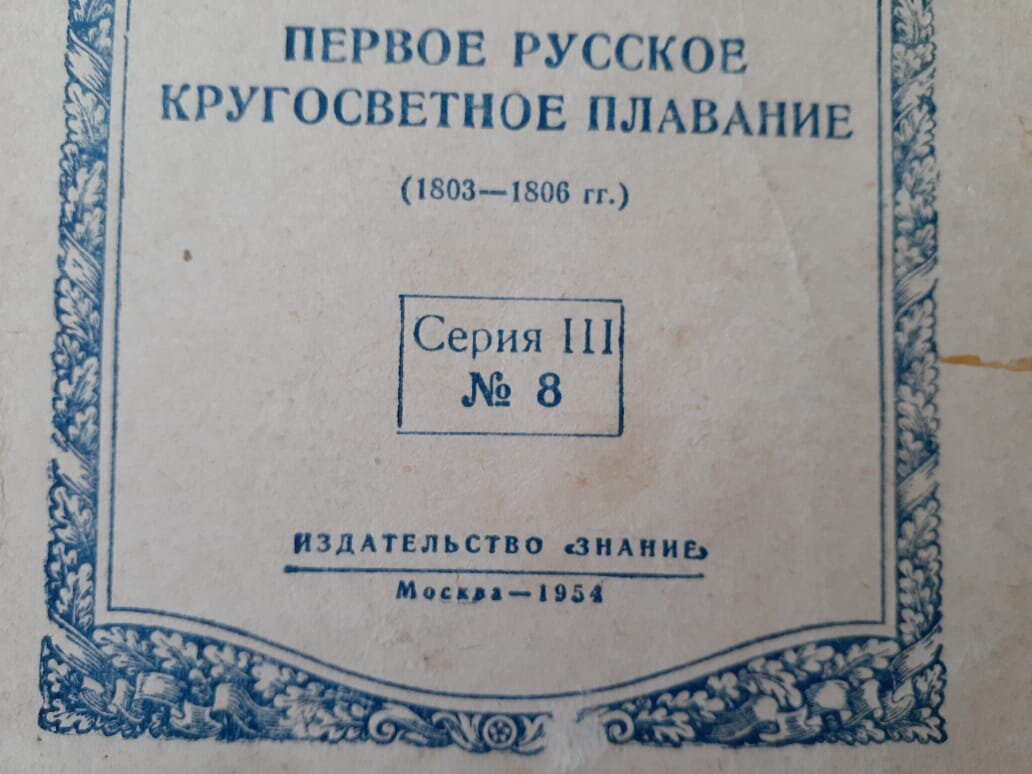 ПЕРВОЕ РУССКОЕ
КРУГОСВЕТНОЕ ПЛАВАНИЕ
(1803—1806 гг.)
Серия III
№ 8
ИЗДАТЕЛЬСТВО «ЗНАНИЕ»
Москва — 1954